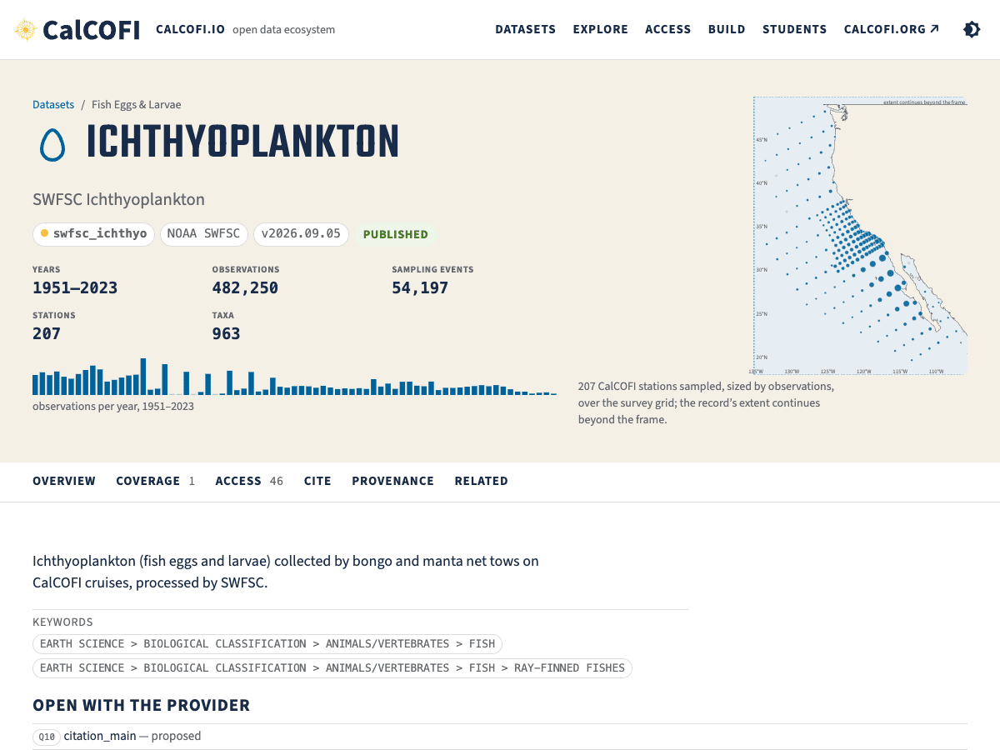 CalCOFI CALCOFI.IO open data ecosystem DATASETS EXPLORE ACCESS BUILD STUDENTS CALCOFI.ORG ↗
Datasets / Fish Eggs & Larvae
ICHTHYOPLANKTON
SWFSC Ichthyoplankton
swfsc_ichthyo NOAA SWFSC v2026.09.05 PUBLISHED
YEARS OBSERVATIONS SAMPLING EVENTS
1951–2023 482,250 54,197
STATIONS TAXA
207 963
observations per year, 1951–2023
extent continues beyond the frame
45°N
40°N
35°N
30°N
25°N
20°N
135°W 130°W 125°W 120°W 115°W 110°W
207 CalCOFI stations sampled, sized by observations,
over the survey grid; the record’s extent continues
beyond the frame.
OVERVIEW COVERAGE 1 ACCESS 46 CITE PROVENANCE RELATED
Ichthyoplankton (fish eggs and larvae) collected by bongo and manta net tows on
CalCOFI cruises, processed by SWFSC.
KEYWORDS
EARTH SCIENCE > BIOLOGICAL CLASSIFICATION > ANIMALS/VERTEBRATES > FISH
EARTH SCIENCE > BIOLOGICAL CLASSIFICATION > ANIMALS/VERTEBRATES > FISH > RAY-FINNED FISHES
OPEN WITH THE PROVIDER
Q10 citation_main — proposed